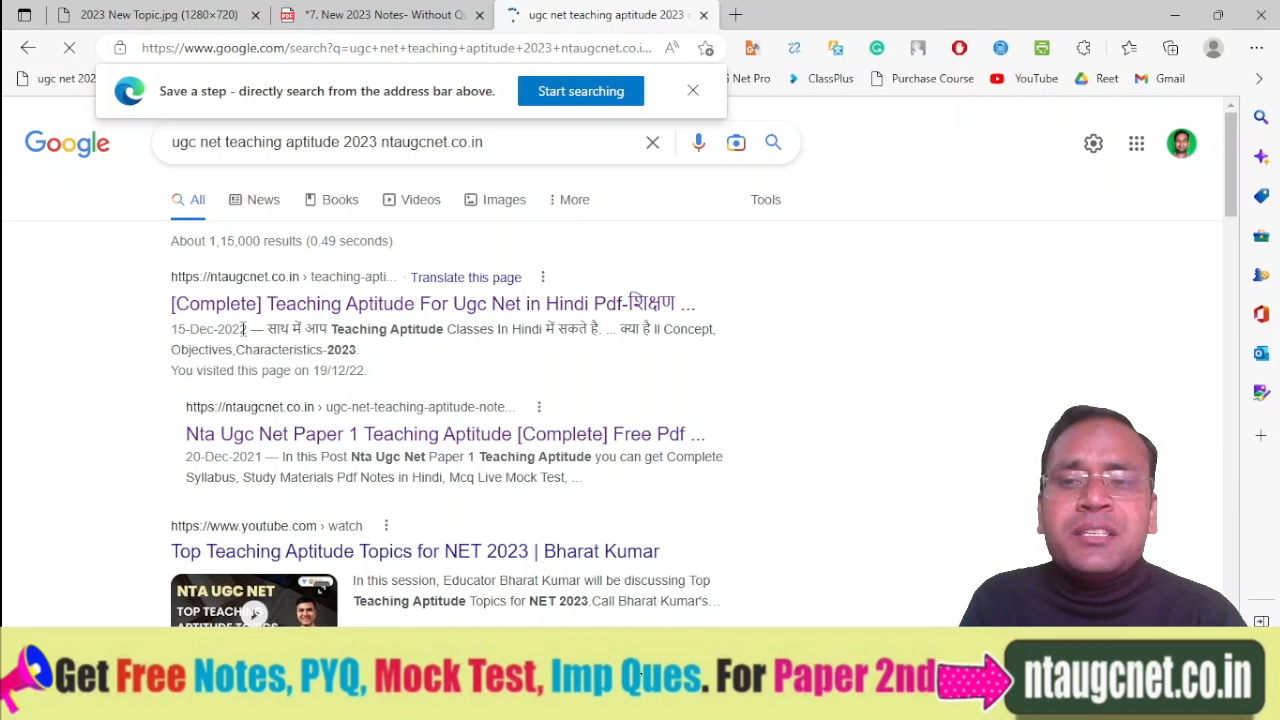 2023 New Topic.jpg (1280×720)
*7. New 2023 Notes- Without Qu
ugc net teaching aptitude 2023
https://www.google.com/search?q=ugc+net+teaching+aptitude+2023+ntaugcnet.co.i...
ugc net 202
Net Pro
ClassPlus
Purchase Course
YouTube
Reet
Gmail
Save a step - directly search from the address bar above.
Start searching
Google
ugc net teaching aptitude 2023 ntaugcnet.co.in
All
News
Books
Videos
Images
More
Tools
About 1,15,000 results (0.49 seconds)
https://ntaugcnet.co.in › teaching-apti... · Translate this page
[Complete] Teaching Aptitude For Ugc Net in Hindi Pdf-शिक्षण ...
15-Dec-2022 — साथ में आप Teaching Aptitude Classes In Hindi में सकते है. ... क्या है II Concept,
Objectives,Characteristics-2023.
You visited this page on 19/12/22.
https://ntaugcnet.co.in › ugc-net-teaching-aptitude-note...
Nta Ugc Net Paper 1 Teaching Aptitude [Complete] Free Pdf ...
20-Dec-2021 — In this Post Nta Ugc Net Paper 1 Teaching Aptitude you can get Complete
Syllabus, Study Materials Pdf Notes in Hindi, Mcq Live Mock Test, ...
https://www.youtube.com › watch
Top Teaching Aptitude Topics for NET 2023 | Bharat Kumar
In this session, Educator Bharat Kumar will be discussing Top
Teaching Aptitude Topics for NET 2023.Call Bharat Kumar's...
NTA UGC NET
TOP TEACHING
Get Free Notes, PYQ, Mock Test, Imp Ques. For Paper 2nd
ntaugcnet.co.in